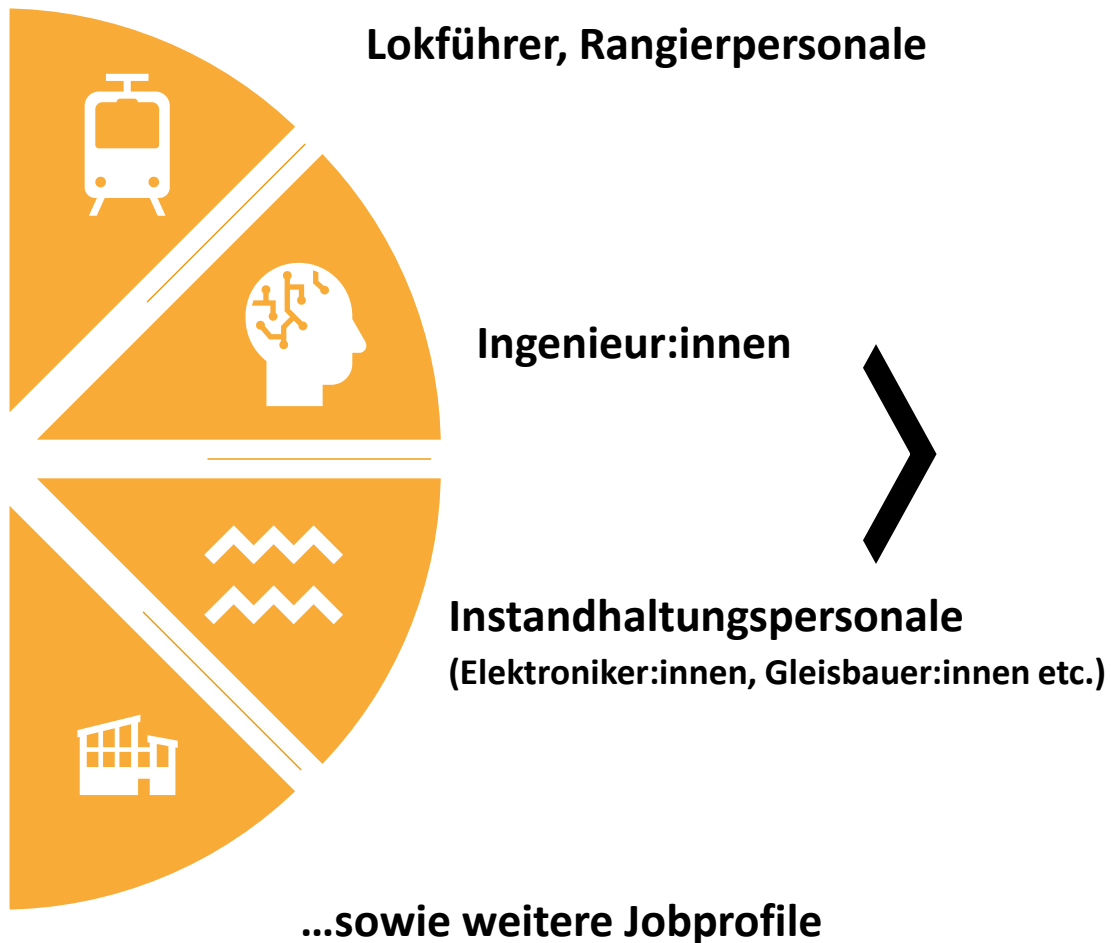 Lokführer, Rangierpersonale
Ingenieur:innen
Instandhaltungspersonale
(Elektroniker:innen, Gleisbauer:innen etc.)
...sowie weitere Jobprofile